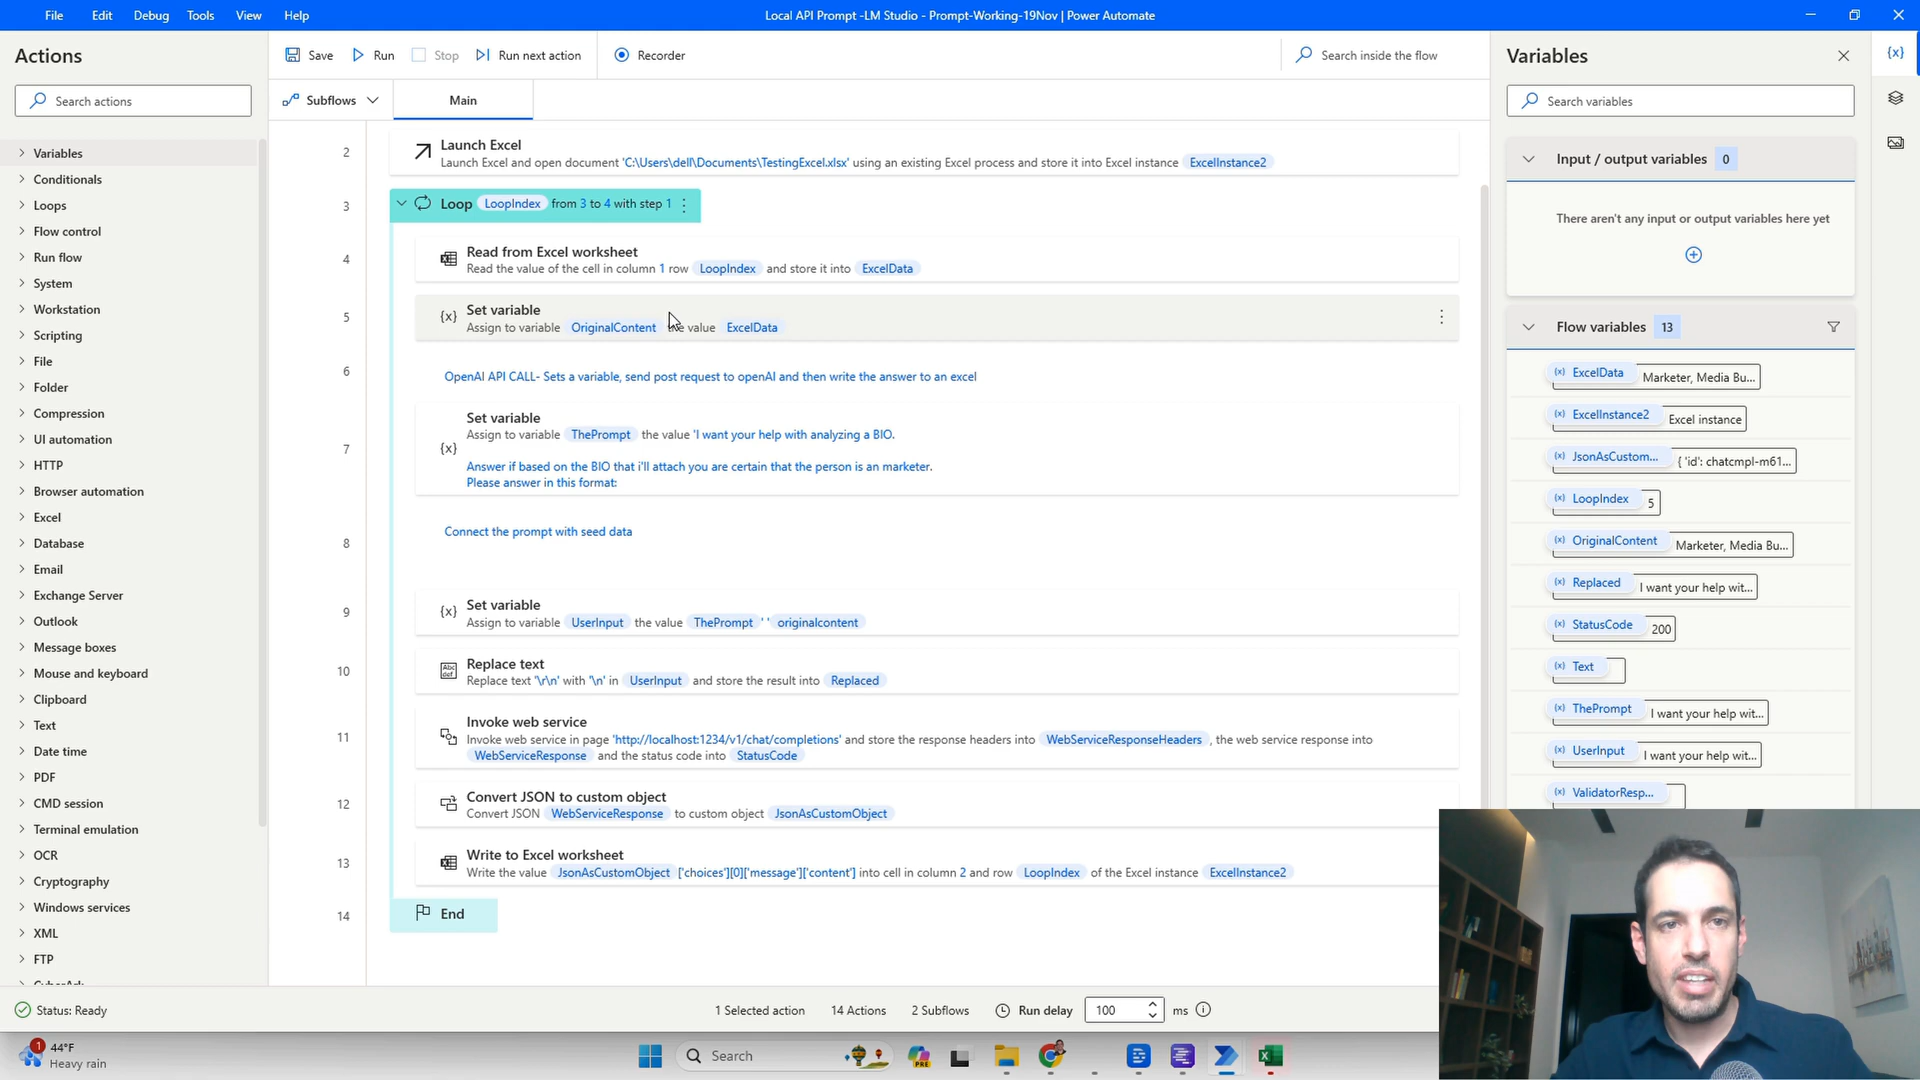 File Edit Debug Tools View Help
Local API Prompt -LM Studio - Prompt-Working-19Nov | Power Automate
Actions
Search actions
Variables
Conditionals
Loops
Flow control
Run flow
System
Workstation
Scripting
File
Folder
Compression
UI automation
HTTP
Browser automation
Excel
Database
Email
Exchange Server
Outlook
Message boxes
Mouse and keyboard
Clipboard
Text
Date time
PDF
CMD session
Terminal emulation
OCR
Cryptography
Windows services
XML
FTP
Save Run Stop Run next action Recorder
Search inside the flow
Subflows
Main
2
Launch Excel
Launch Excel and open document 'C:\Users\dell\Documents\TestingExcel.xlsx' using an existing Excel process and store it into Excel instance ExcelInstance2
3
Loop LoopIndex from 3 to 4 with step 1
4
Read from Excel worksheet
Read the value of the cell in column 1 row LoopIndex and store it into ExcelData
5
Set variable
Assign to variable OriginalContent the value ExcelData
6
OpenAI API CALL- Sets a variable, send post request to openAI and then write the answer to an excel
7
Set variable
Assign to variable ThePrompt the value 'I want your help with analyzing a BIO.
Answer if based on the BIO that i'll attach you are certain that the person is an marketer.
Please answer in this format:
8
Connect the prompt with seed data
9
Set variable
Assign to variable UserInput the value ThePrompt ' ' originalcontent
10
Replace text
Replace text '\r\n' with '\n' in UserInput and store the result into Replaced
11
Invoke web service
Invoke web service in page 'http://localhost:1234/v1/chat/completions' and store the response headers into WebServiceResponseHeaders , the web service response into
WebServiceResponse and the status code into StatusCode
12
Convert JSON to custom object
Convert JSON WebServiceResponse to custom object JsonAsCustomObject
13
Write to Excel worksheet
Write the value JsonAsCustomObject ['choices'][0]['message']['content'] into cell in column 2 and row LoopIndex of the Excel instance ExcelInstance2
14
End
Variables
Search variables
Input / output variables 0
There aren't any input or output variables here yet
Flow variables 13
(x) ExcelData Marketer, Media Bu...
(x) ExcelInstance2 Excel instance
(x) JsonAsCustom... { 'id': chatcmpl-m61...
(x) LoopIndex 5
(x) OriginalContent Marketer, Media Bu...
(x) Replaced I want your help wit...
(x) StatusCode 200
(x) Text
(x) ThePrompt I want your help wit...
(x) UserInput I want your help wit...
(x) ValidatorResp...
Status: Ready
1 Selected action 14 Actions 2 Subflows Run delay 100 ms
1
44°F
Heavy rain
Search
PRE